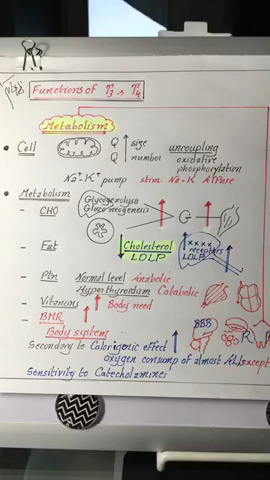 Functions of T3 & T4
Metabolism
• Cell Q ↑ size uncoupling
Q number oxidative
phosphorylation
Na+-K+ pump stim Na-K ATPase
• Metabolism
- CHO Glycogenolysis
Gluconeogenesis ↑ G ↑
- Fat ↓ Cholesterol ↑ xxxx
LDLP receptors
LDLP
- Ptn Normal level Anabolic
Hyperthyroidism Catabolic
- Vitamins ↑ Body need
- BMR ↑
Body system BBB
Secondary to Calorigenic effect ↑ R
oxygen consump of almost ALL except
Sensitivity to Catecholamines